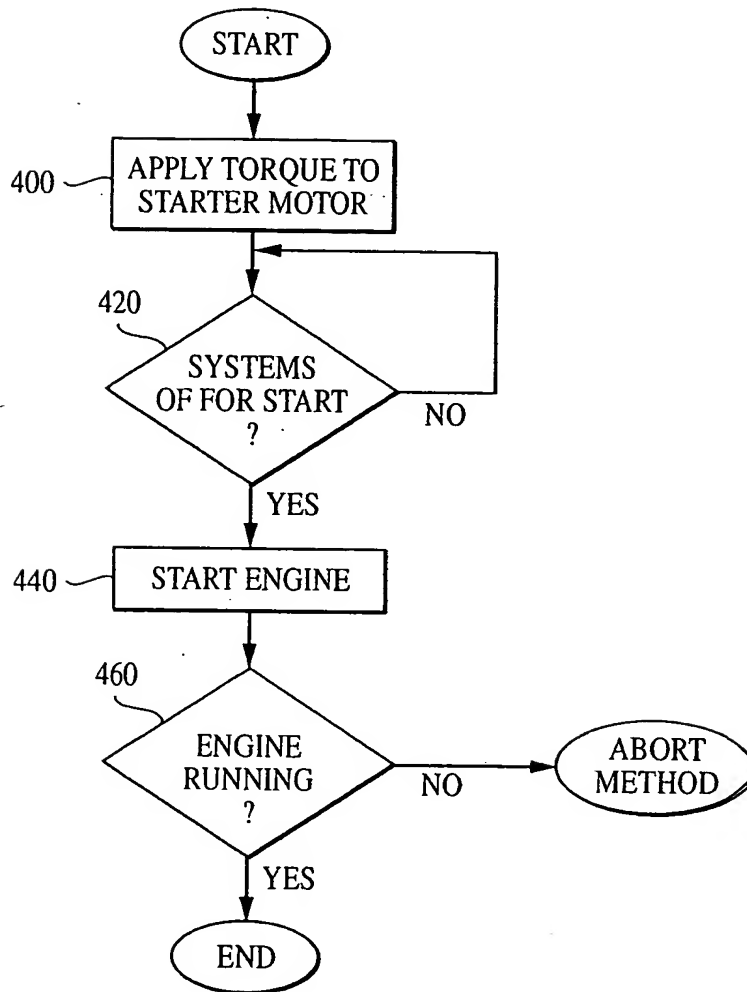 START
400
APPLY TORQUE TO
STARTER MOTOR
420
SYSTEMS
OF FOR START
?
NO
YES
440
START ENGINE
460
ENGINE
RUNNING
?
NO
ABORT
METHOD
YES
END